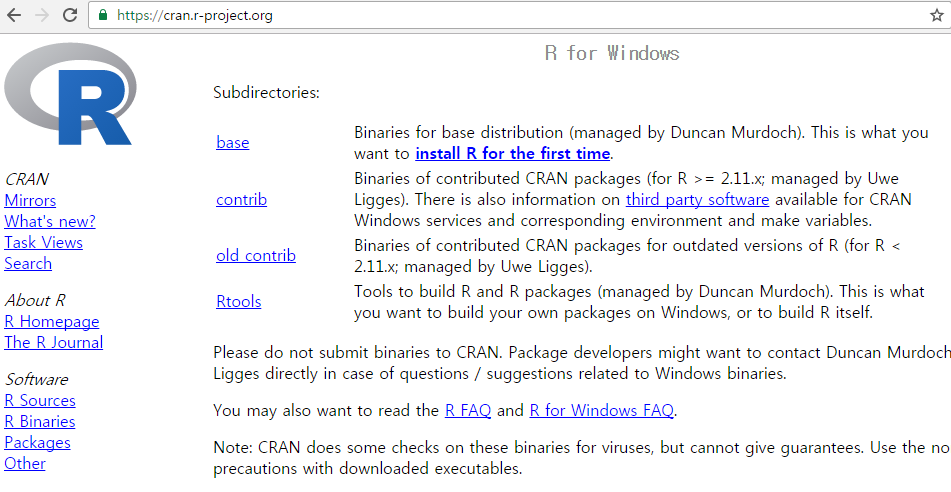 https://cran.r-project.org
R for Windows
R
CRAN
Mirrors
What's new?
Task Views
Search
About R
R Homepage
The R Journal
Software
R Sources
R Binaries
Packages
Other
Subdirectories:
base
Binaries for base distribution (managed by Duncan Murdoch). This is what you
want to install R for the first time.
contrib
Binaries of contributed CRAN packages (for R >= 2.11.x; managed by Uwe
Ligges). There is also information on third party software available for CRAN
Windows services and corresponding environment and make variables.
old contrib
Binaries of contributed CRAN packages for outdated versions of R (for R <
2.11.x; managed by Uwe Ligges).
Rtools
Tools to build R and R packages (managed by Duncan Murdoch). This is what
you want to build your own packages on Windows, or to build R itself.
Please do not submit binaries to CRAN. Package developers might want to contact Duncan Murdoch
Ligges directly in case of questions / suggestions related to Windows binaries.
You may also want to read the R FAQ and R for Windows FAQ.
Note: CRAN does some checks on these binaries for viruses, but cannot give guarantees. Use the no
precautions with downloaded executables.